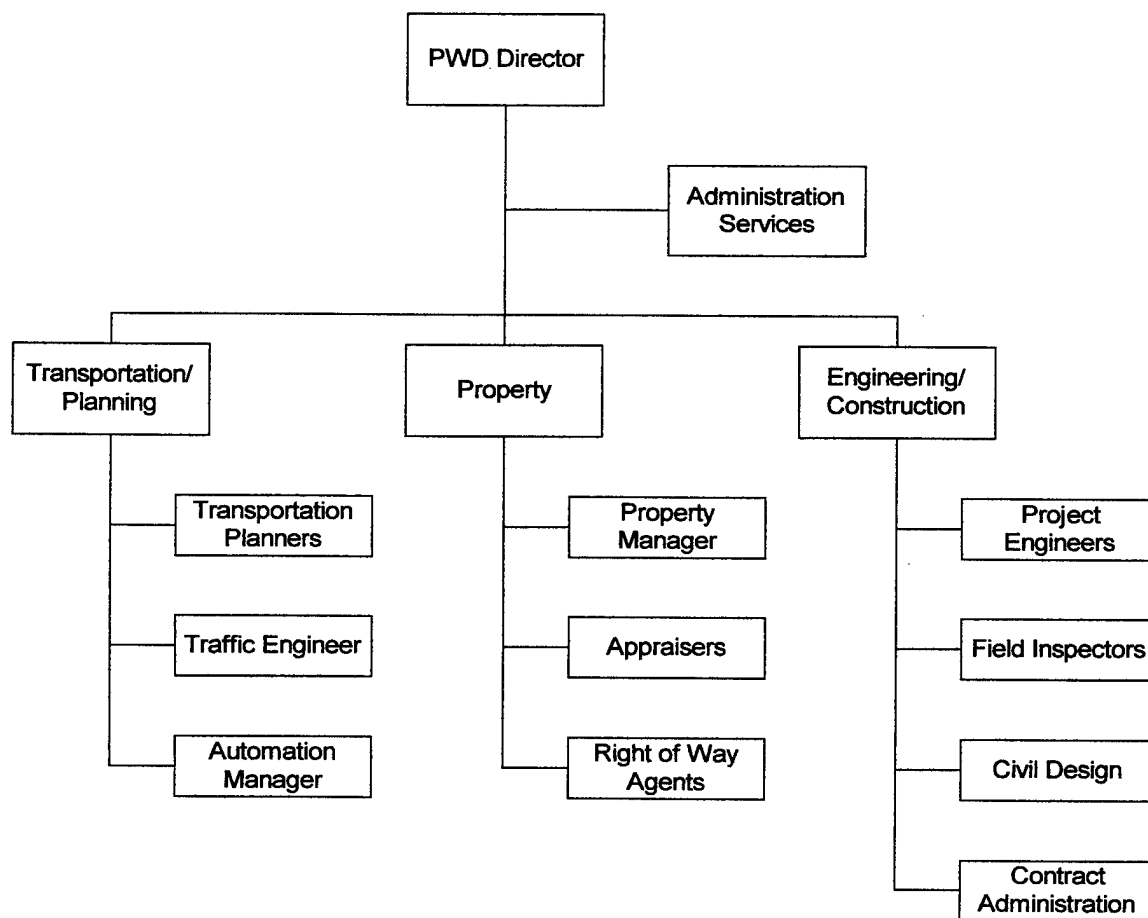 PWD Director
Administration
Services
Transportation/
Planning
Property
Engineering/
Construction
Transportation
Planners
Property
Manager
Project
Engineers
Traffic Engineer
Appraisers
Field Inspectors
Automation
Manager
Right of Way
Agents
Civil Design
Contract
Administration